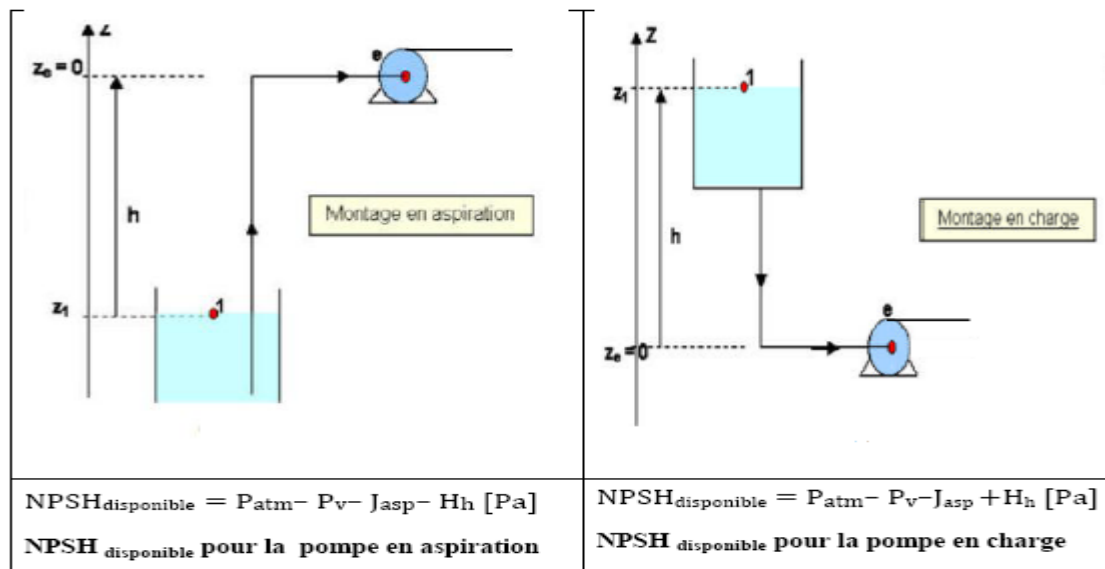 Z
zₑ = 0
e
h
Montage en aspiration
z₁
1
NPSHdisponible = Patm– Pv– Jasp– Hh [Pa]
NPSH disponible pour la pompe en aspiration
Z
1
z₁
h
Montage en charge
e
zₑ = 0
NPSHdisponible = Patm– Pv–Jasp +Hh [Pa]
NPSH disponible pour la pompe en charge